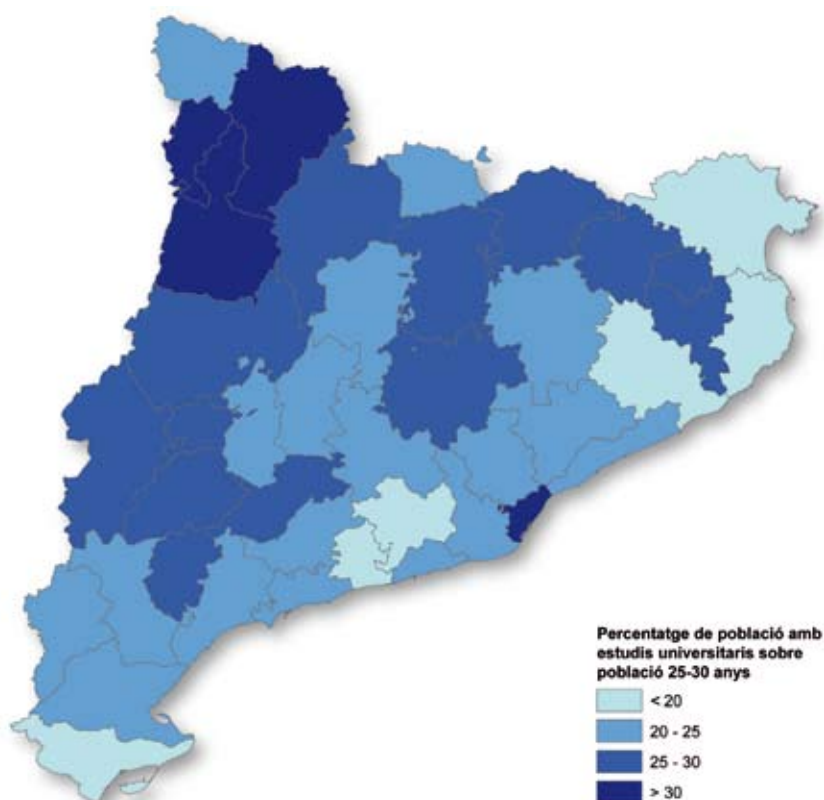 Percentatge de població amb
estudis universitaris sobre
població 25-30 anys
< 20
20 - 25
25 - 30
> 30